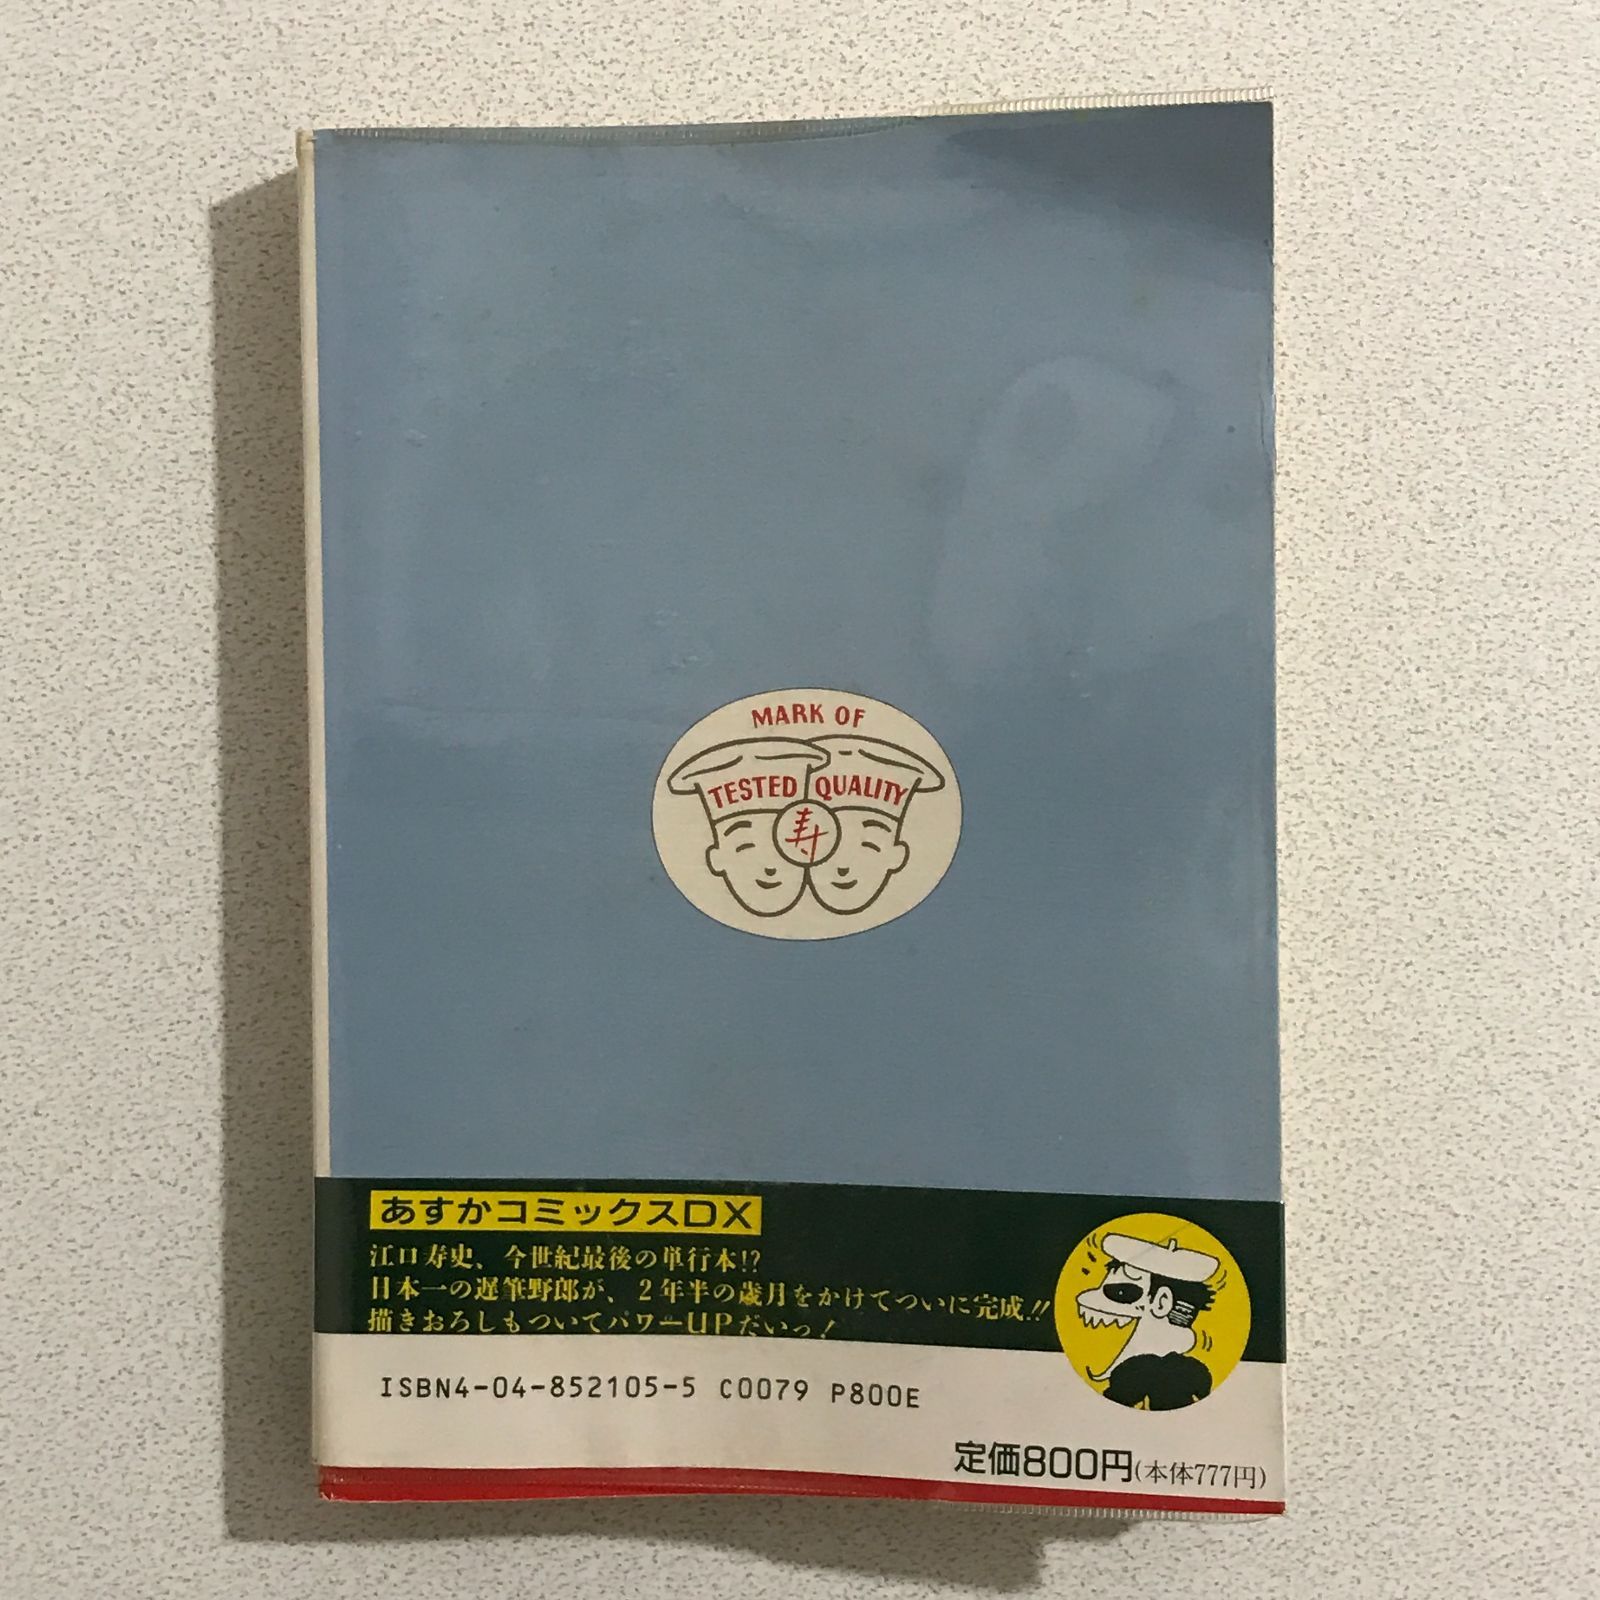 MARK OF
TESTED QUALITY
寿
あすかコミックスDX
江口寿史、今世紀最後の単行本!?
日本一の遅筆野郎が、2年半の歳月をかけてついに完成!!
描きおろしもついてパワーUPだいっ!
ISBN4-04-852105-5 C0079 P800E
定価800円(本体777円)